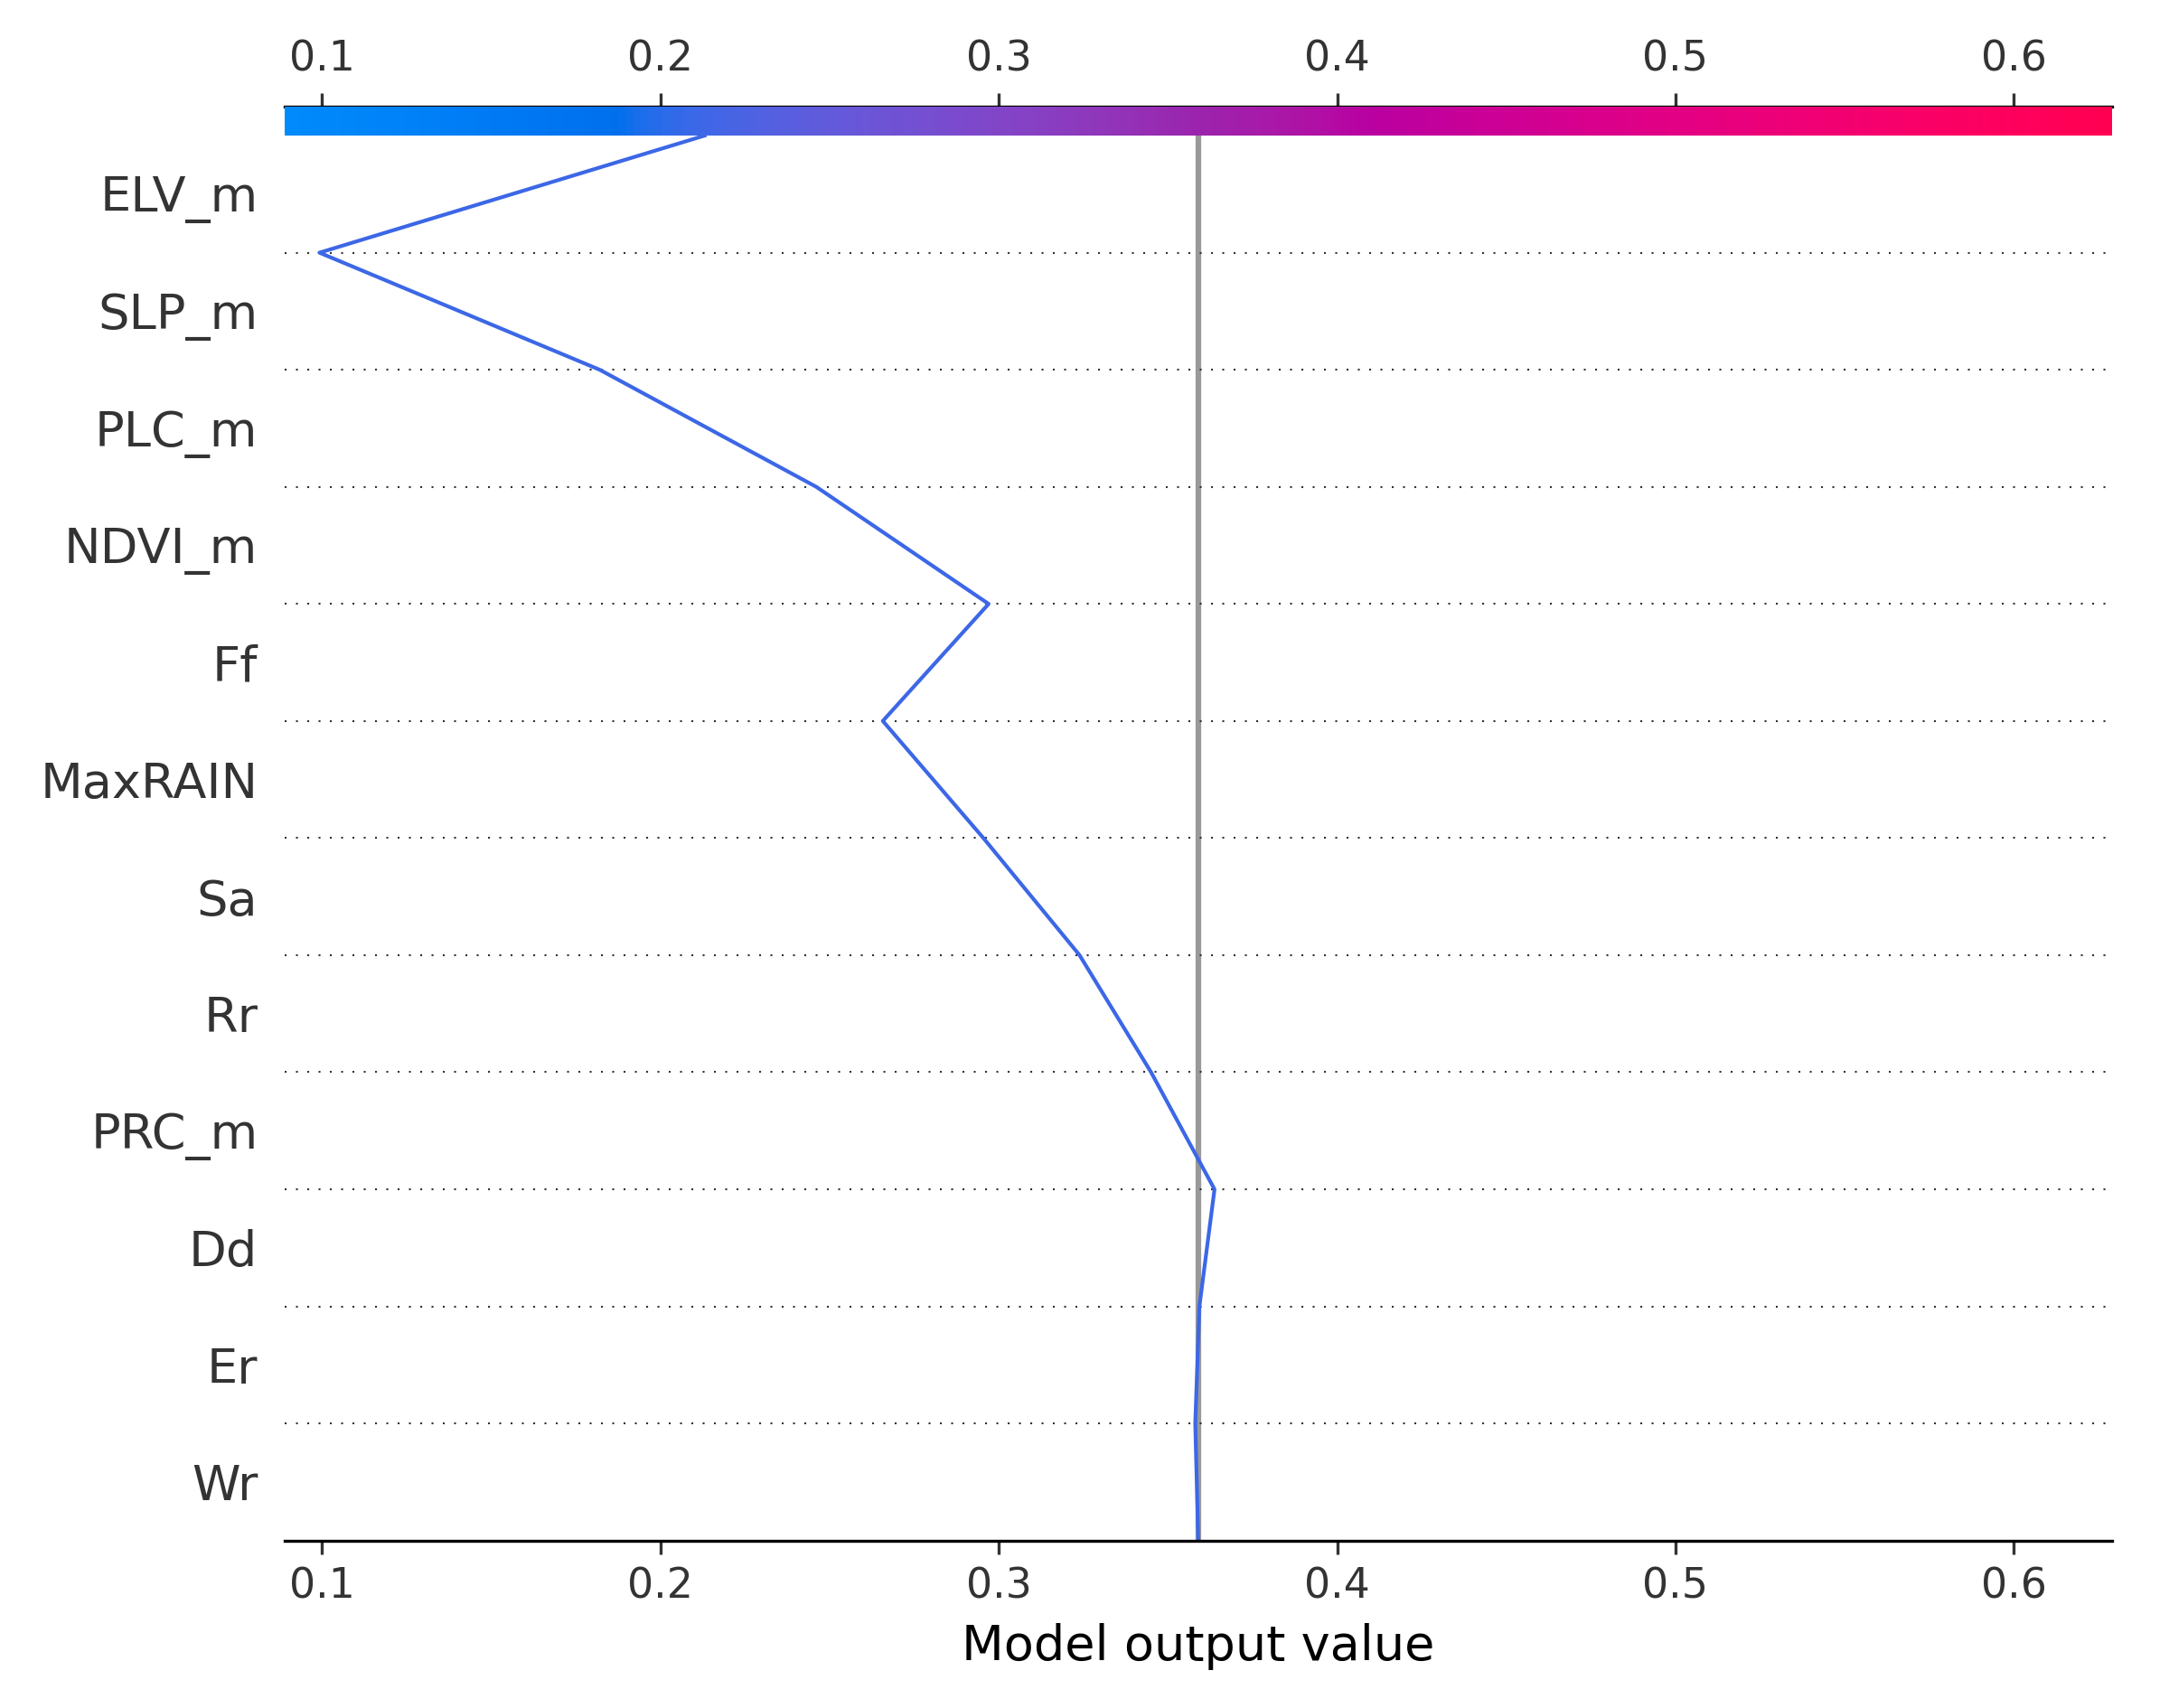 0.1 0.2 0.3 0.4 0.5 0.6
ELV_m
SLP_m
PLC_m
NDVI_m
Ff
MaxRAIN
Sa
Rr
PRC_m
Dd
Er
Wr
0.1 0.2 0.3 0.4 0.5 0.6
Model output value